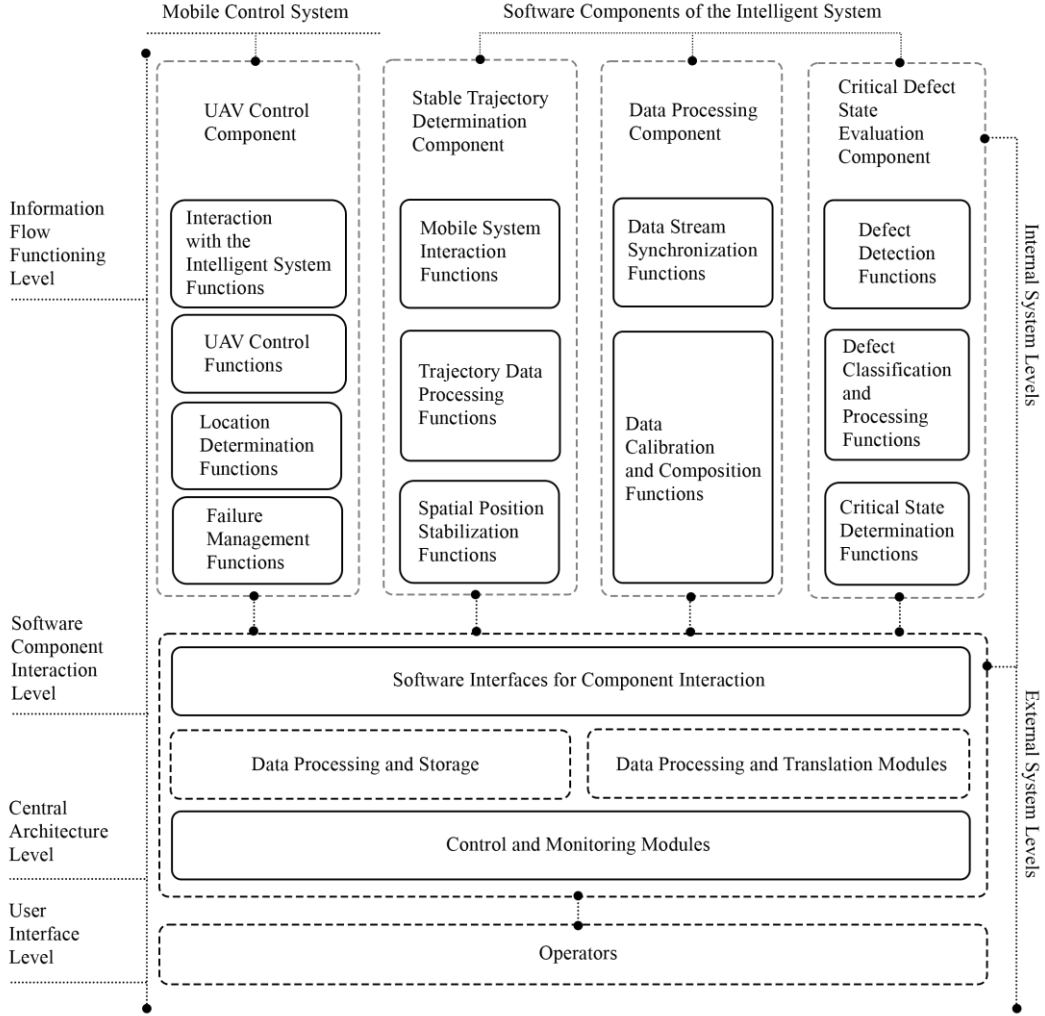 Mobile Control System
Software Components of the Intelligent System
UAV Control
Component
Stable Trajectory
Determination
Component
Data Processing
Component
Critical Defect
State
Evaluation
Component
Information
Flow
Functioning
Level
Interaction
with the
Intelligent System
Functions
UAV Control
Functions
Location
Determination
Functions
Failure
Management
Functions
Mobile System
Interaction
Functions
Trajectory Data
Processing
Functions
Spatial Position
Stabilization
Functions
Data Stream
Synchronization
Functions
Data
Calibration
and Composition
Functions
Defect
Detection
Functions
Defect
Classification
and
Processing
Functions
Critical State
Determination
Functions
Internal System Levels
Software
Component
Interaction
Level
Software Interfaces for Component Interaction
Data Processing and Storage
Data Processing and Translation Modules
External System Levels
Central
Architecture
Level
Control and Monitoring Modules
User
Interface
Level
Operators